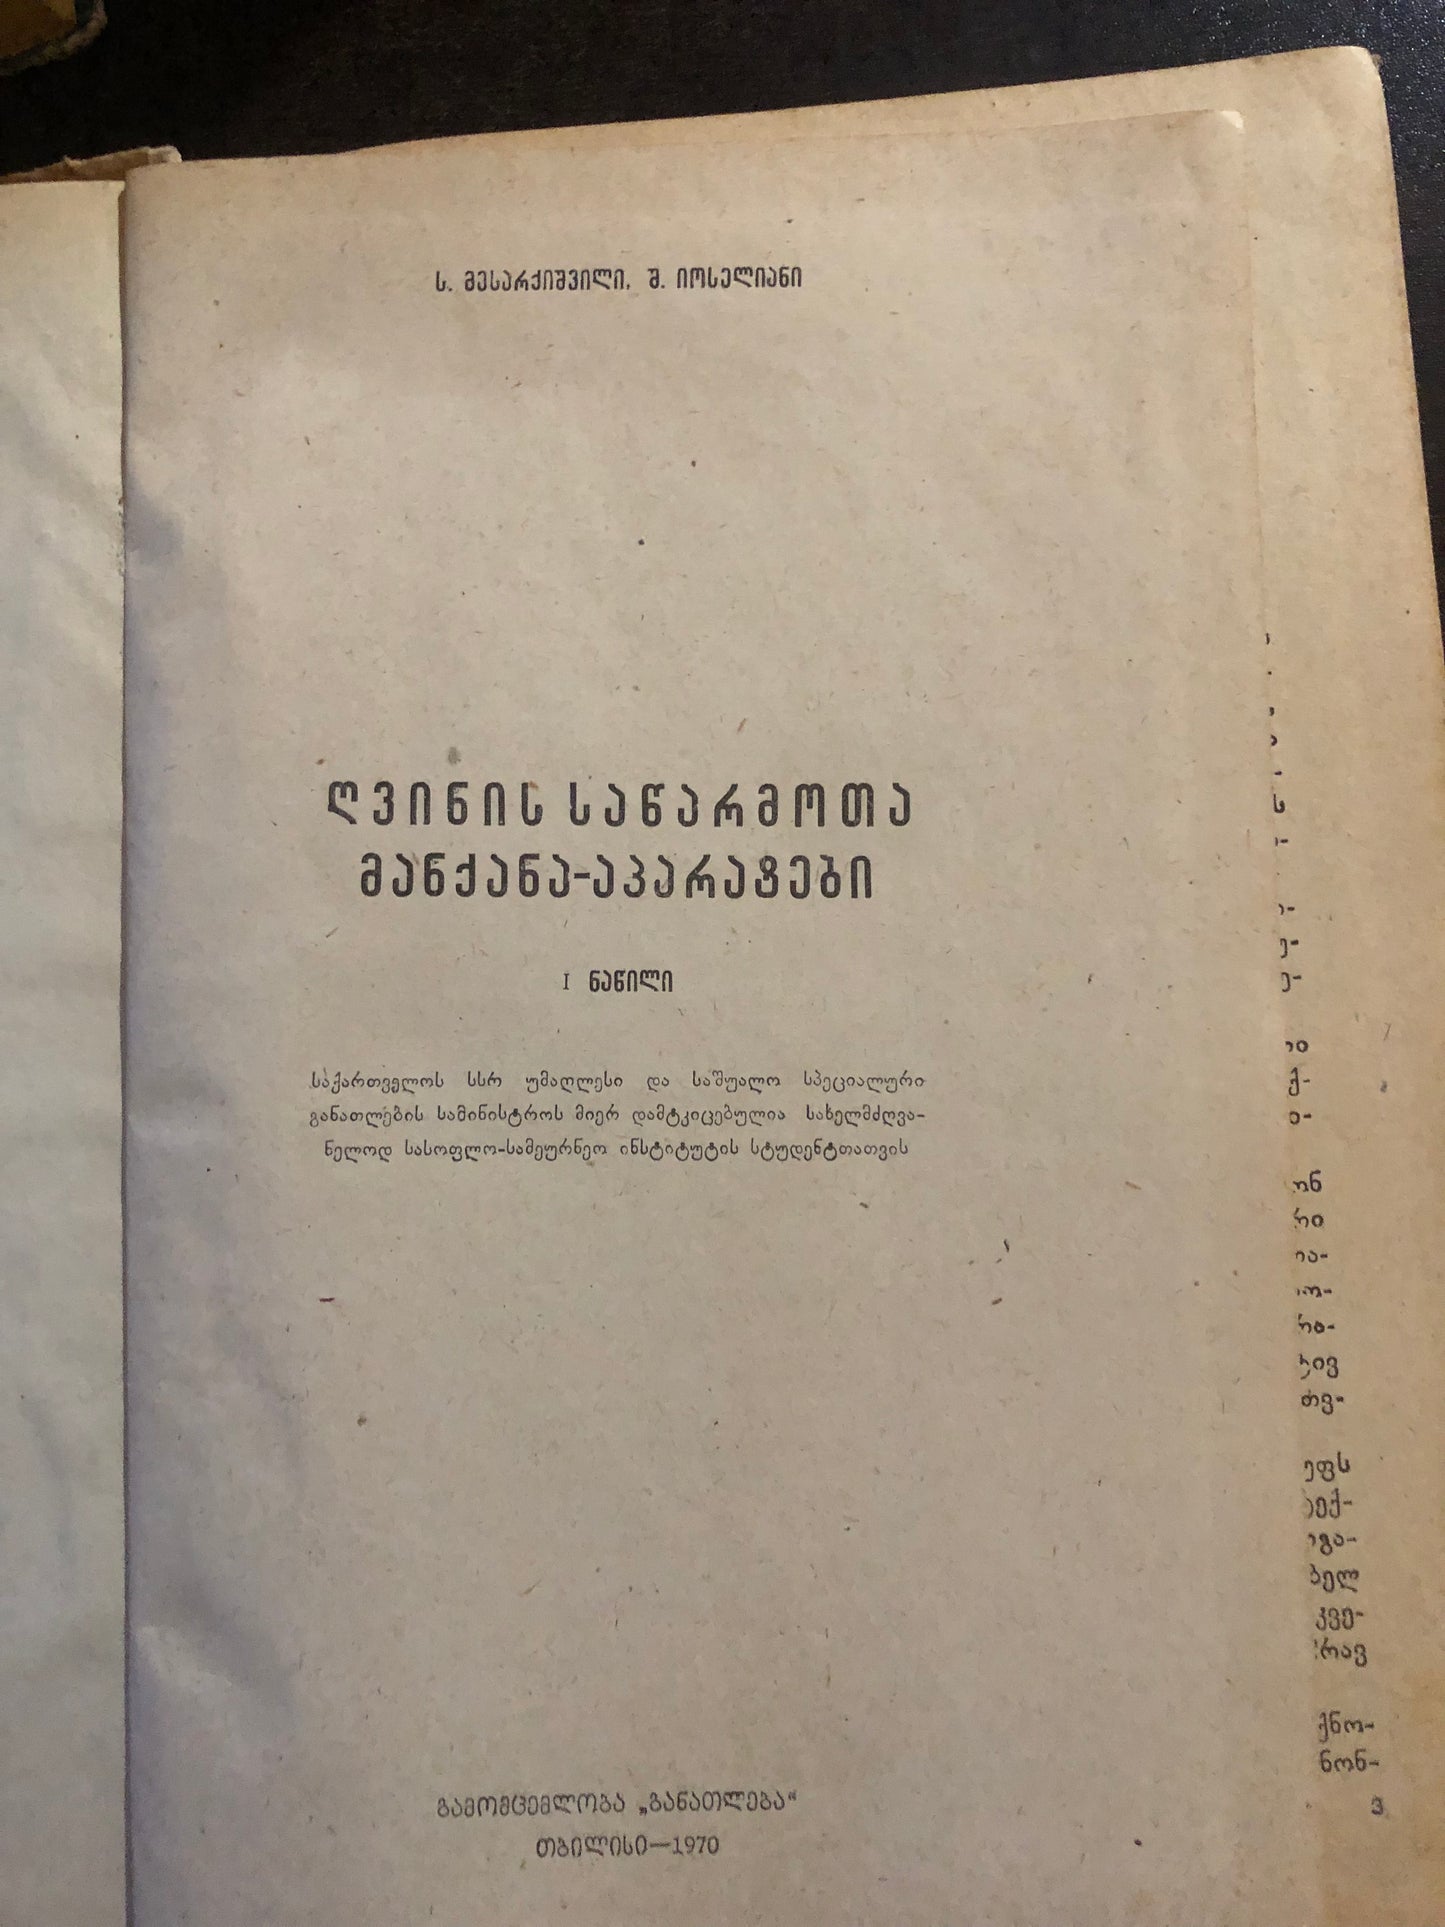 ს. მესარქიშვილი, შ. იოსელიანი
ღვინის საწარმოთა
მანქანა-აპარატები
I ნაწილი
საქართველოს სსრ უმაღლესი და საშუალო სპეციალური
განათლების სამინისტროს მიერ დამტკიცებულია სახელმძღვა-
ნელოდ სასოფლო-სამეურნეო ინსტიტუტის სტუდენტთათვის
გამომცემლობა „განათლება“
თბილისი—1970
3